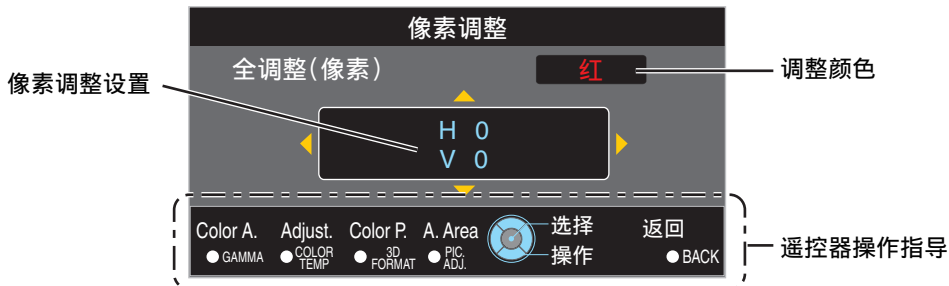 像素调整
全调整(像素)
红
调整颜色
像素调整设置
H 0
V 0
Color A.
Adjust.
Color P.
A. Area
选择
返回
GAMMA
COLOR
TEMP
3D
FORMAT
PIC.
ADJ.
操作
BACK
遥控器操作指导